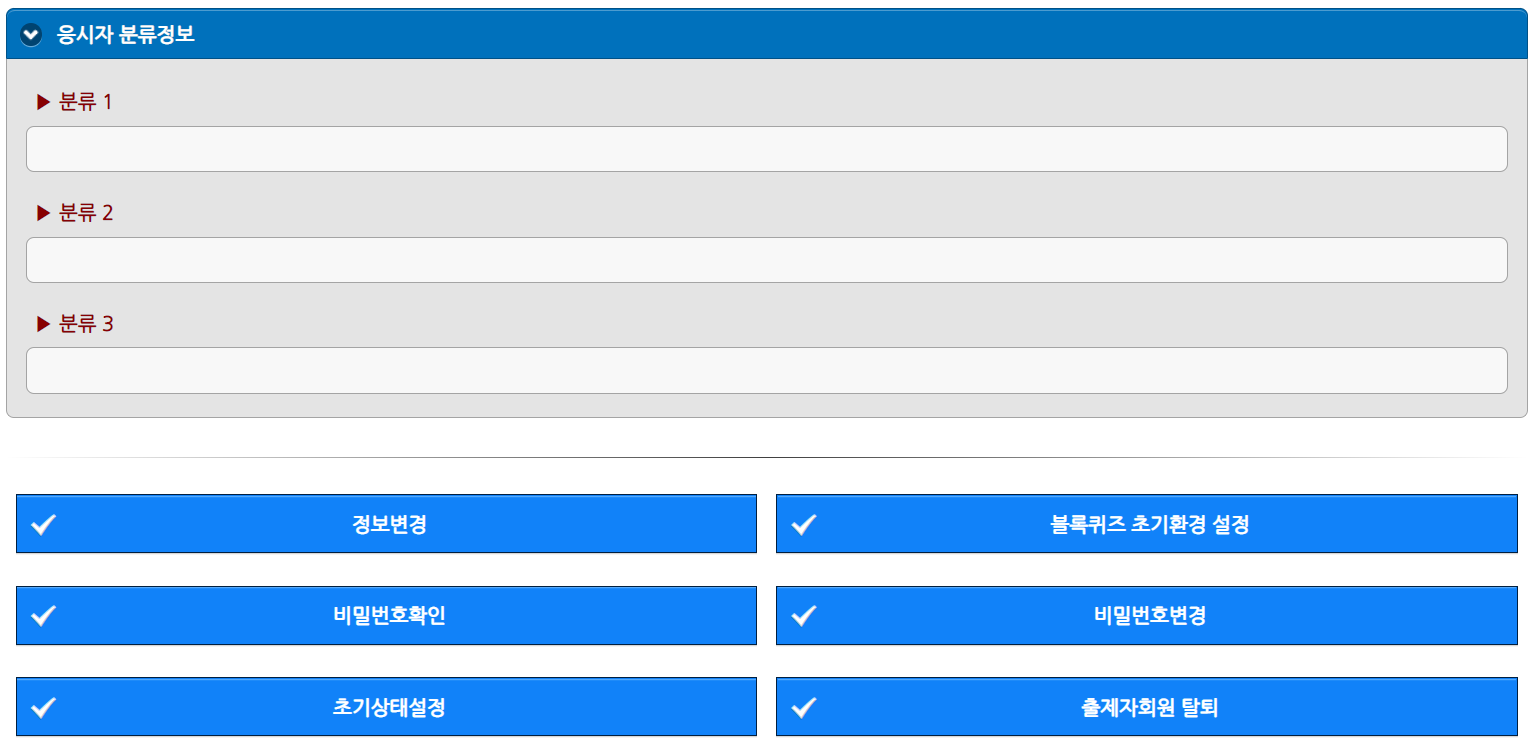 응시자 분류정보
▶ 분류 1
▶ 분류 2
▶ 분류 3
정보변경
블록퀴즈 초기환경 설정
비밀번호확인
비밀번호변경
초기상태설정
출제자회원 탈퇴